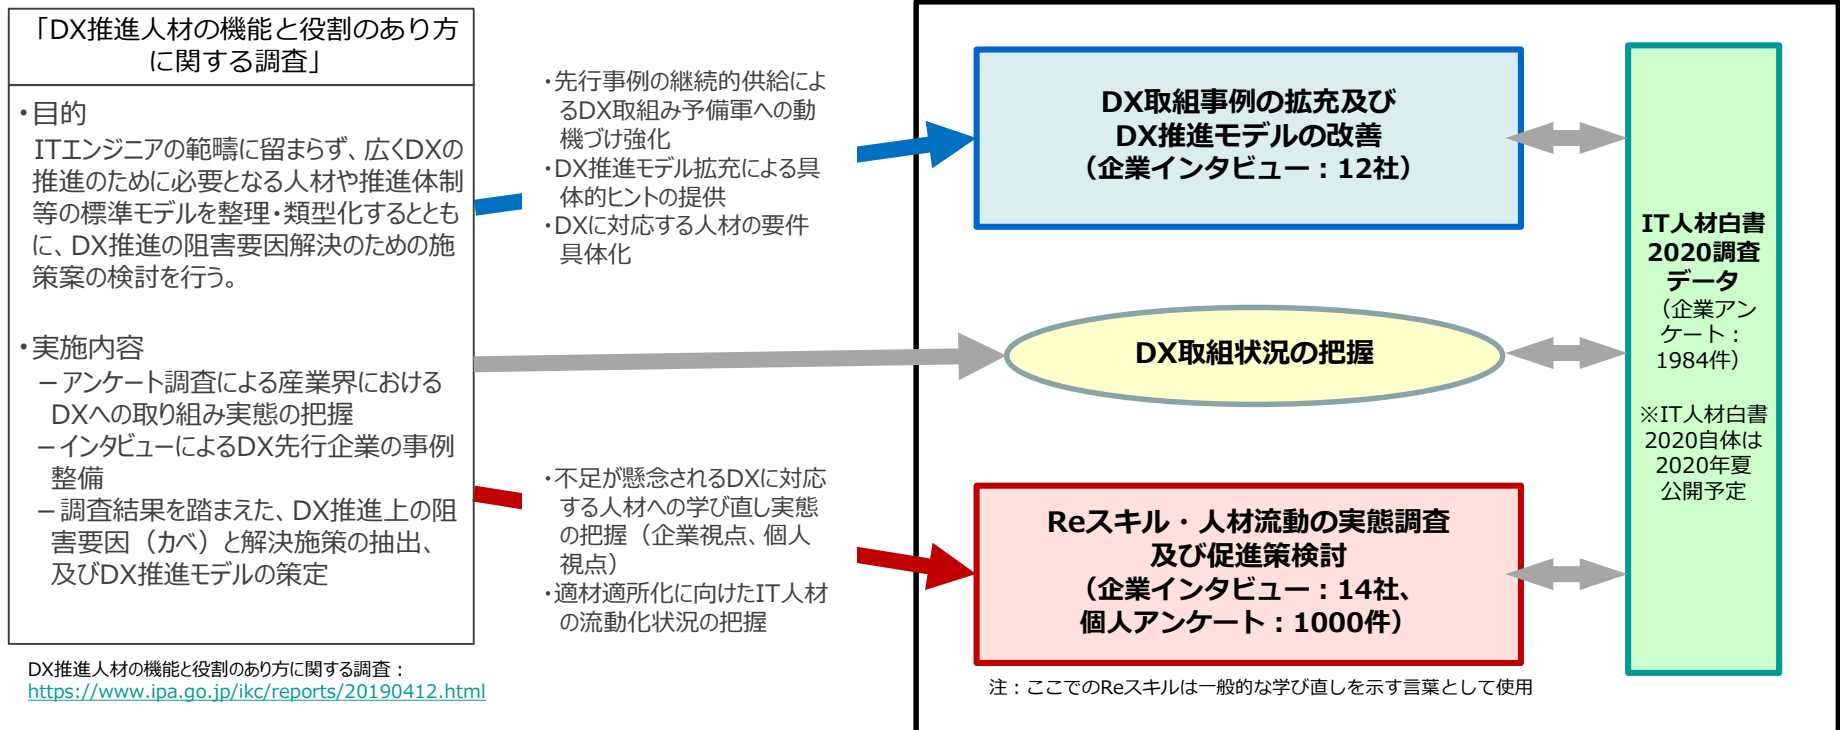 「DX推進人材の機能と役割のあり方
に関する調査」
・目的
ITエンジニアの範疇に留まらず、広くDXの
推進のために必要となる人材や推進体制
等の標準モデルを整理・類型化するととも
に、DX推進の阻害要因解決のための施
策案の検討を行う。
・実施内容
－アンケート調査による産業界における
DXへの取り組み実態の把握
－インタビューによるDX先行企業の事例
整備
－調査結果を踏まえた、DX推進上の阻
害要因（カベ）と解決施策の抽出、
及びDX推進モデルの策定
DX推進人材の機能と役割のあり方に関する調査：
https://www.ipa.go.jp/ikc/reports/20190412.html
・先行事例の継続的供給によ
るDX取組み予備軍への動
機づけ強化
・DX推進モデル拡充による具
体的ヒントの提供
・DXに対応する人材の要件
具体化
・不足が懸念されるDXに対応
する人材への学び直し実態
の把握（企業視点、個人
視点）
・適材適所化に向けたIT人材
の流動化状況の把握
DX取組事例の拡充及び
DX推進モデルの改善
（企業インタビュー：12社）
DX取組状況の把握
Reスキル・人材流動の実態調査
及び促進策検討
（企業インタビュー：14社、
個人アンケート：1000件）
注：ここでのReスキルは一般的な学び直しを示す言葉として使用
IT人材白書
2020調査
データ
（企業アン
ケート：
1984件）
※IT人材白書
2020自体は
2020年夏
公開予定